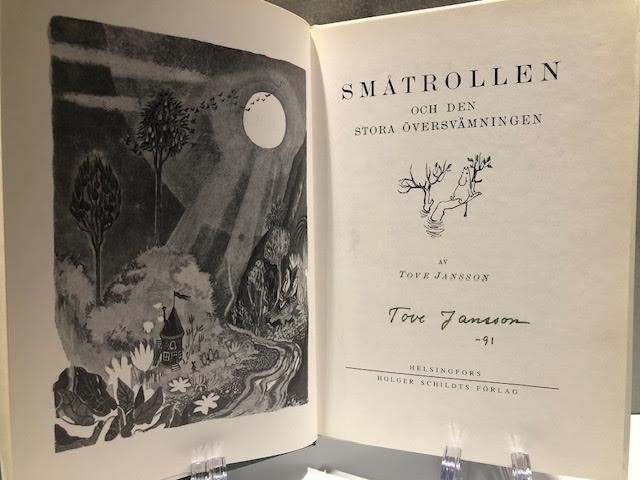 SMÅTROLLEN
OCH DEN
STORA ÖVERSVÄMNINGEN
AV
TOVE JANSSON
Tove Jansson
-91
HELSINGFORS
HOLGER SCHILDTS FÖRLAG